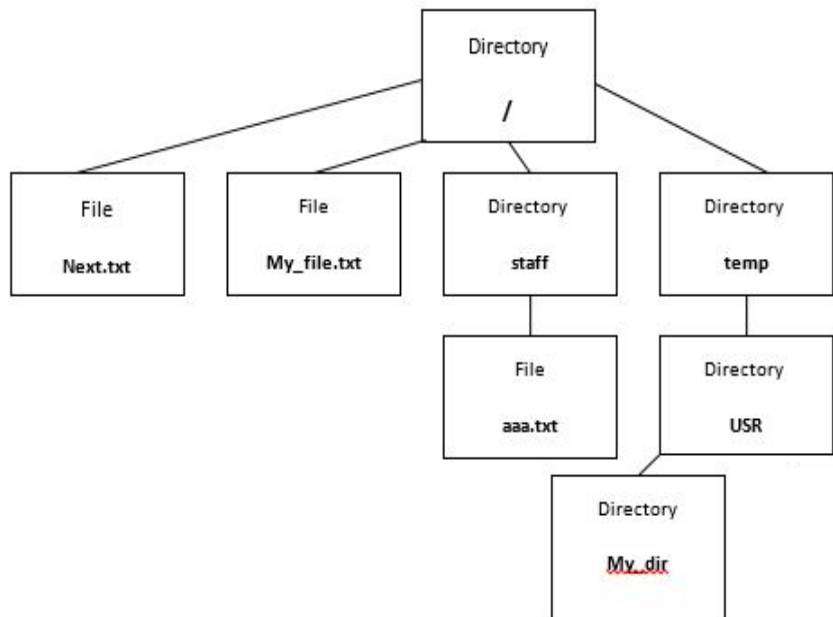 Directory
/
File
Next.txt
File
My_file.txt
Directory
staff
Directory
temp
File
aaa.txt
Directory
USR
Directory
My_dir